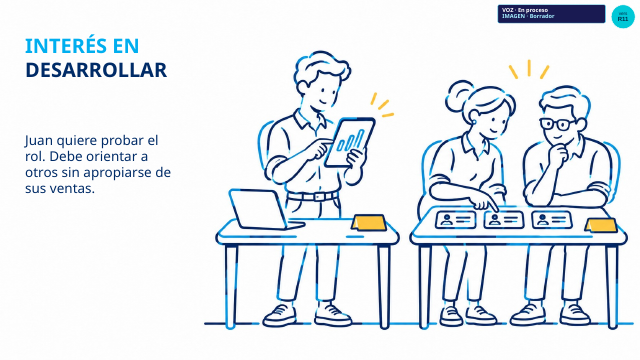 VOZ · En proceso
IMAGEN · Borrador
R11
INTERÉS EN
DESARROLLAR
Juan quiere probar el
rol. Debe orientar a
otros sin apropiarse de
sus ventas.